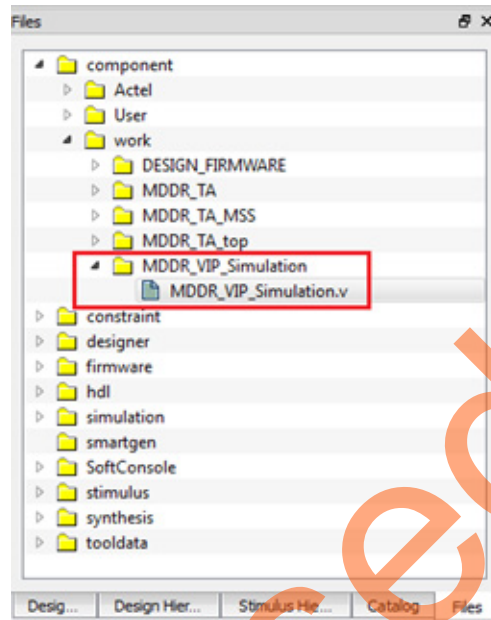 Files
component
Actel
User
work
DESIGN_FIRMWARE
MDDR_TA
MDDR_TA_MSS
MDDR_TA_top
MDDR_VIP_Simulation
MDDR_VIP_Simulation.v
constraint
designer
firmware
hdl
simulation
smartgen
SoftConsole
stimulus
synthesis
tooldata
Desig... Design Hier... Stimulus Hie... Catalog Files